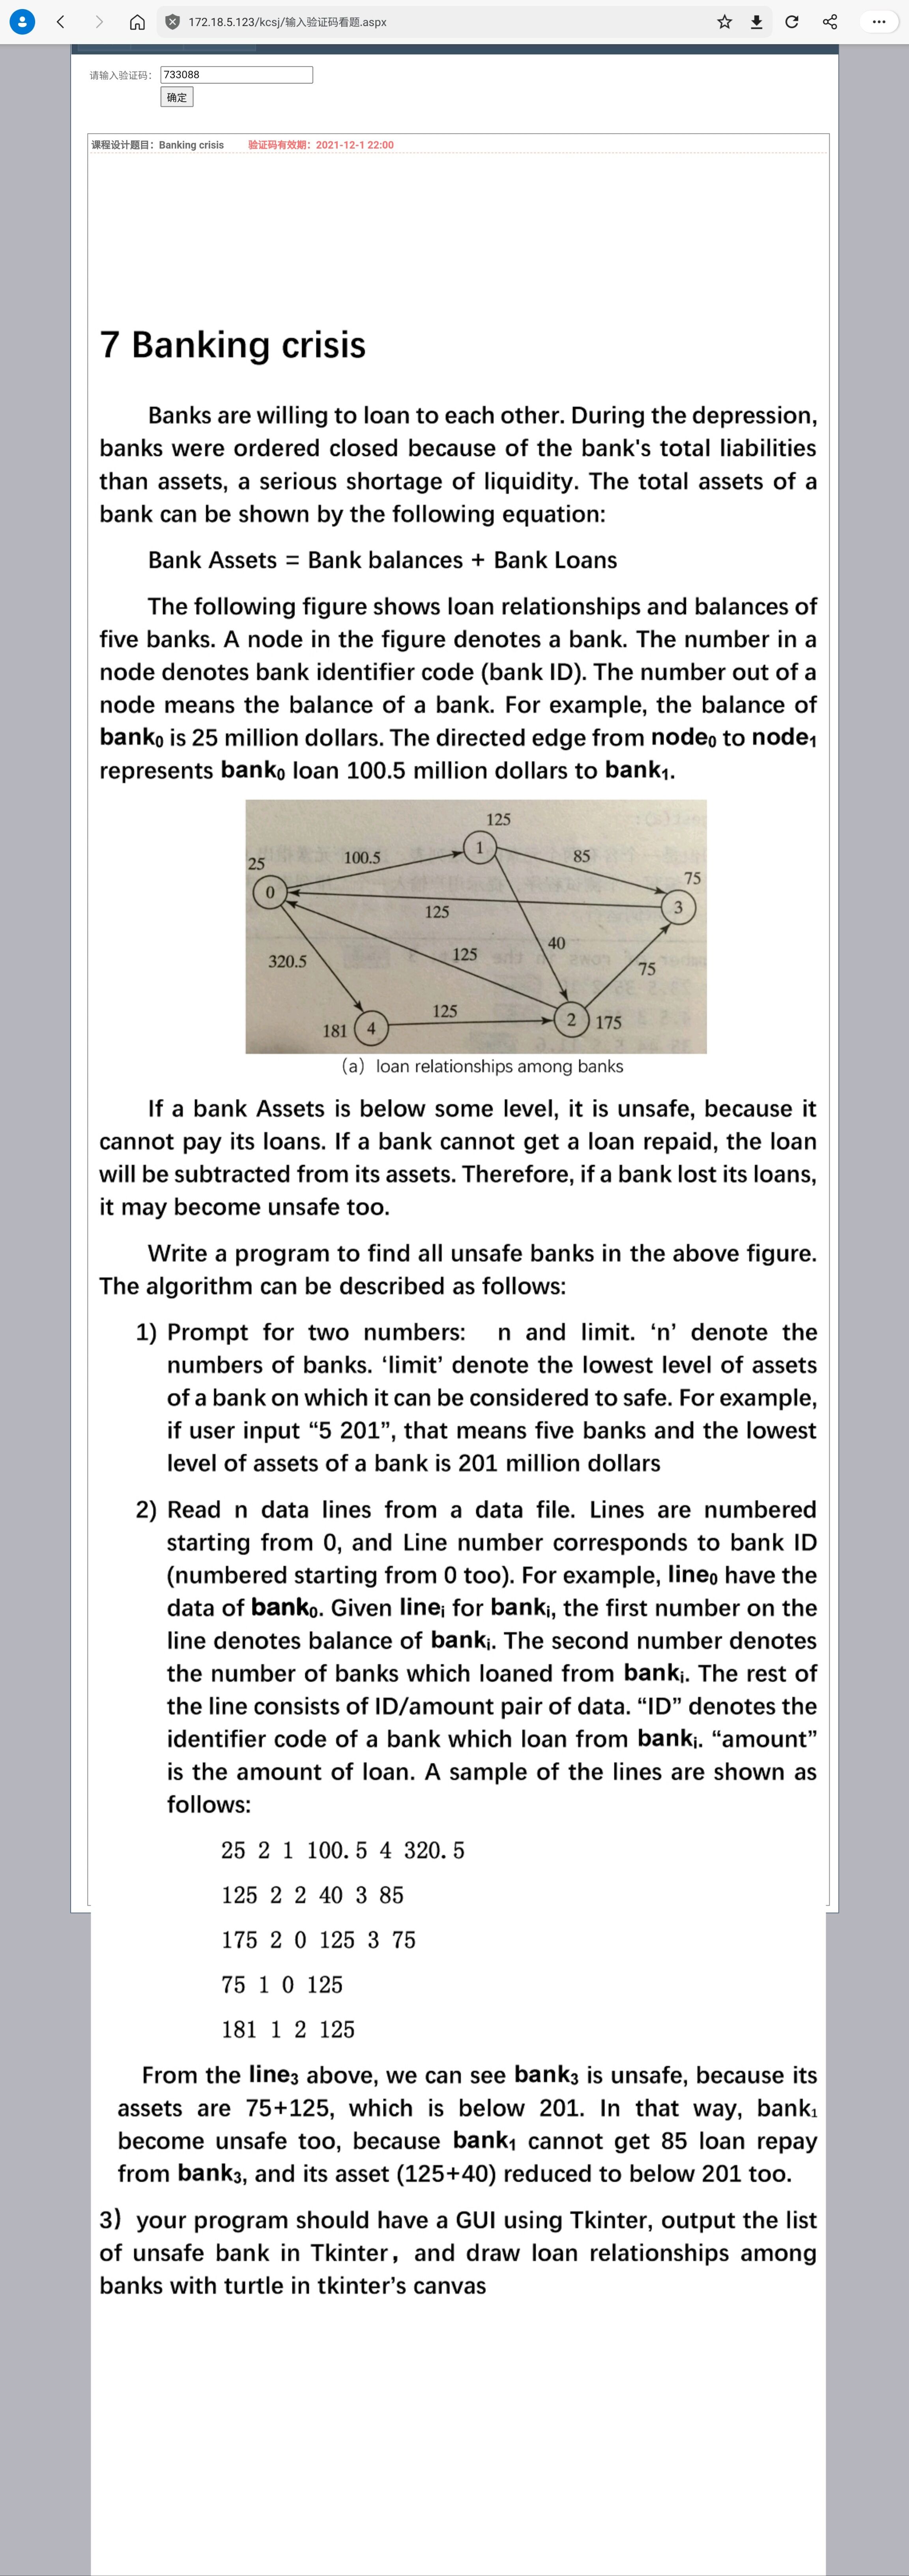 172.18.5.123/kcsj/输入验证码看题.aspx
请输入验证码： 733088
确定
课程设计题目：Banking crisis 验证码有效期：2021-12-1 22:00
7 Banking crisis
Banks are willing to loan to each other. During the depression,
banks were ordered closed because of the bank's total liabilities
than assets, a serious shortage of liquidity. The total assets of a
bank can be shown by the following equation:
Bank Assets = Bank balances + Bank Loans
The following figure shows loan relationships and balances of
five banks. A node in the figure denotes a bank. The number in a
node denotes bank identifier code (bank ID). The number out of a
node means the balance of a bank. For example, the balance of
bank₀ is 25 million dollars. The directed edge from node₀ to node₁
represents bank₀ loan 100.5 million dollars to bank₁.
125
1
25
100.5
85
75
0
3
125
40
125
320.5
75
125
181
4
2
175
（a）loan relationships among banks
If a bank Assets is below some level, it is unsafe, because it
cannot pay its loans. If a bank cannot get a loan repaid, the loan
will be subtracted from its assets. Therefore, if a bank lost its loans,
it may become unsafe too.
Write a program to find all unsafe banks in the above figure.
The algorithm can be described as follows:
1) Prompt for two numbers: n and limit. ‘n’ denote the
numbers of banks. ‘limit’ denote the lowest level of assets
of a bank on which it can be considered to safe. For example,
if user input “5 201”, that means five banks and the lowest
level of assets of a bank is 201 million dollars
2) Read n data lines from a data file. Lines are numbered
starting from 0, and Line number corresponds to bank ID
(numbered starting from 0 too). For example, line₀ have the
data of bank₀. Given lineᵢ for bankᵢ, the first number on the
line denotes balance of bankᵢ. The second number denotes
the number of banks which loaned from bankᵢ. The rest of
the line consists of ID/amount pair of data. “ID” denotes the
identifier code of a bank which loan from bankᵢ. “amount”
is the amount of loan. A sample of the lines are shown as
follows:
25 2 1 100.5 4 320.5
125 2 2 40 3 85
175 2 0 125 3 75
75 1 0 125
181 1 2 125
From the line₃ above, we can see bank₃ is unsafe, because its
assets are 75+125, which is below 201. In that way, bank₁
become unsafe too, because bank₁ cannot get 85 loan repay
from bank₃, and its asset (125+40) reduced to below 201 too.
3）your program should have a GUI using Tkinter, output the list
of unsafe bank in Tkinter，and draw loan relationships among
banks with turtle in tkinter’s canvas